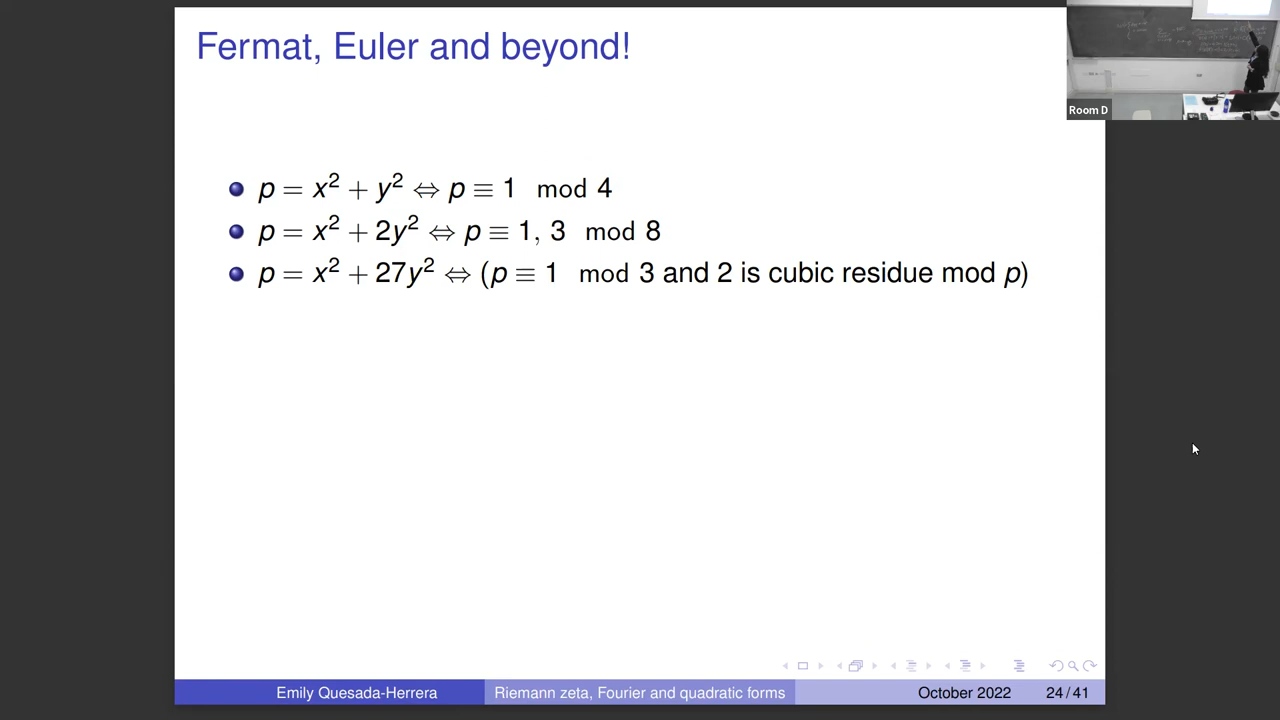 Fermat, Euler and beyond!
Room D
p = x² + y² ⇔ p ≡ 1 mod 4
p = x² + 2y² ⇔ p ≡ 1, 3 mod 8
p = x² + 27y² ⇔ (p ≡ 1 mod 3 and 2 is cubic residue mod p)
Emily Quesada-Herrera Riemann zeta, Fourier and quadratic forms October 2022 24/41